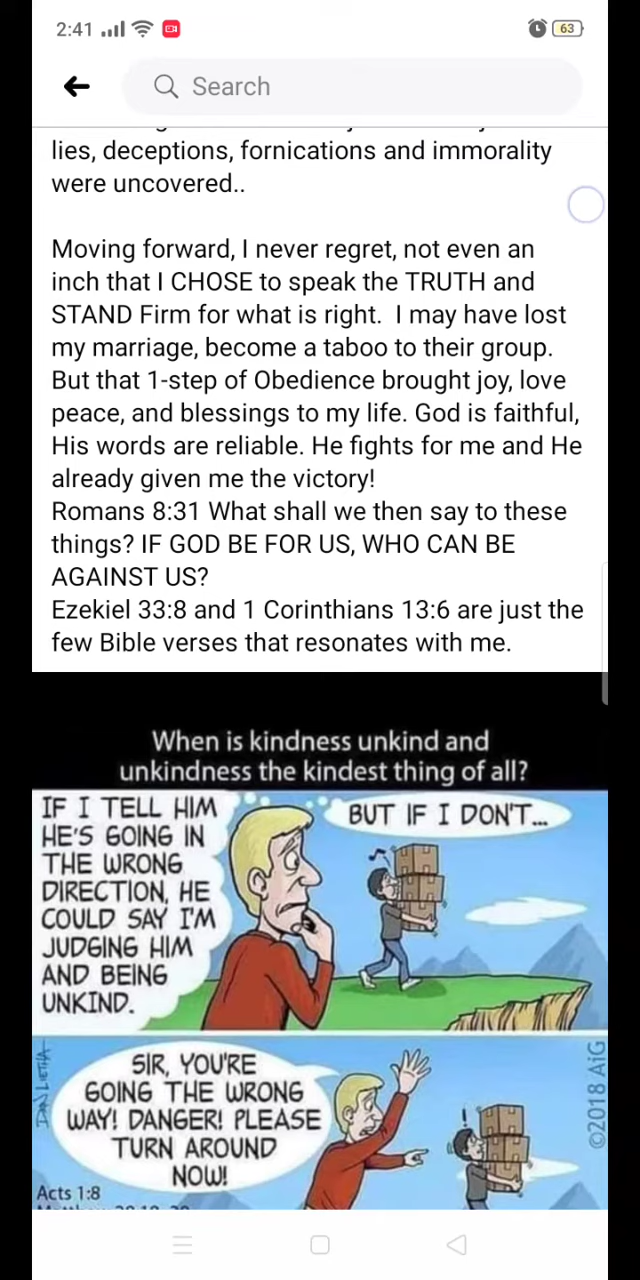 2:41
63
Search
lies, deceptions, fornications and immorality
were uncovered..
Moving forward, I never regret, not even an
inch that I CHOSE to speak the TRUTH and
STAND Firm for what is right.  I may have lost
my marriage, become a taboo to their group.
But that 1-step of Obedience brought joy, love
peace, and blessings to my life. God is faithful,
His words are reliable. He fights for me and He
already given me the victory!
Romans 8:31 What shall we then say to these
things? IF GOD BE FOR US, WHO CAN BE
AGAINST US?
Ezekiel 33:8 and 1 Corinthians 13:6 are just the
few Bible verses that resonates with me.
When is kindness unkind and
unkindness the kindest thing of all?
IF I TELL HIM
HE'S GOING IN
THE WRONG
DIRECTION, HE
COULD SAY I'M
JUDGING HIM
AND BEING
UNKIND.
BUT IF I DON'T...
SIR, YOU'RE
GOING THE WRONG
WAY! DANGER! PLEASE
TURN AROUND
NOW!
!
DAN LIETHA
©2018 AiG
Acts 1:8